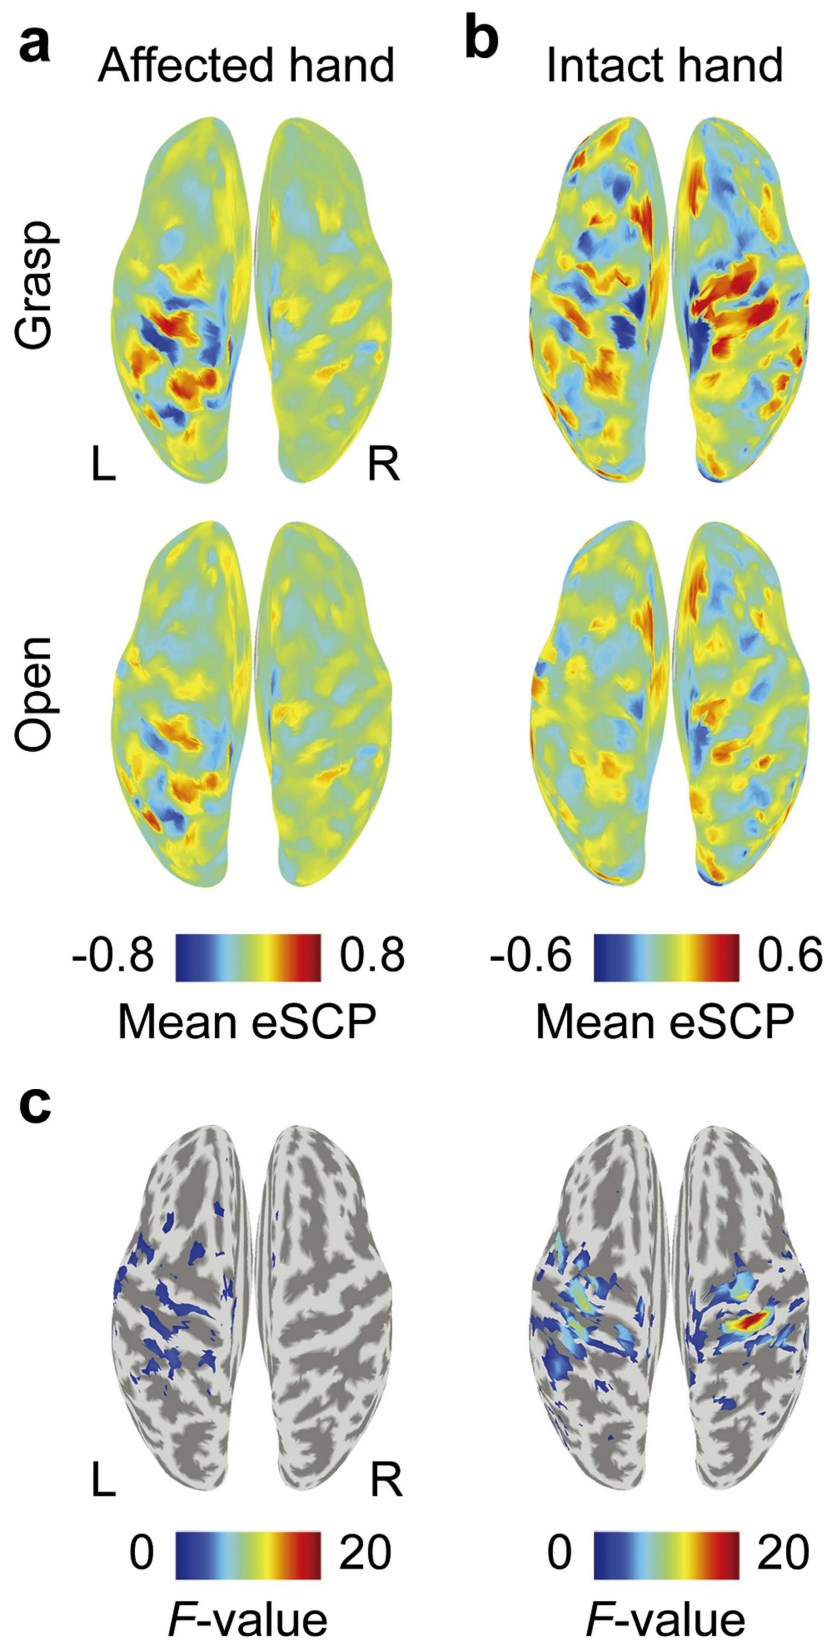 a
Affected hand
b
Intact hand
Grasp
L
R
Open
-0.8
0.8
Mean eSCP
-0.6
0.6
Mean eSCP
c
L
R
0
20
F-value
0
20
F-value